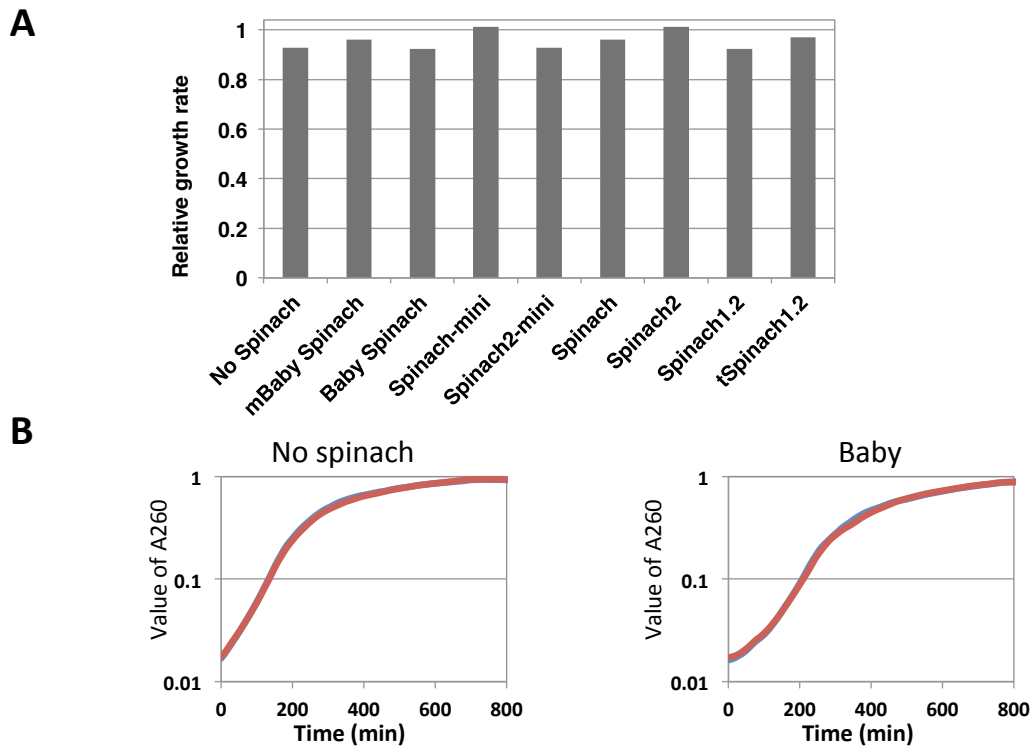 A
Relative growth rate
1
0.8
0.6
0.4
0.2
0
No Spinach
mBaby Spinach
Baby Spinach
Spinach-mini
Spinach2-mini
Spinach
Spinach2
Spinach1.2
tSpinach1.2
B
No spinach
Value of A260
1
0.1
0.01
0 200 400 600 800
Time (min)
Baby
Value of A260
1
0.1
0.01
0 200 400 600 800
Time (min)